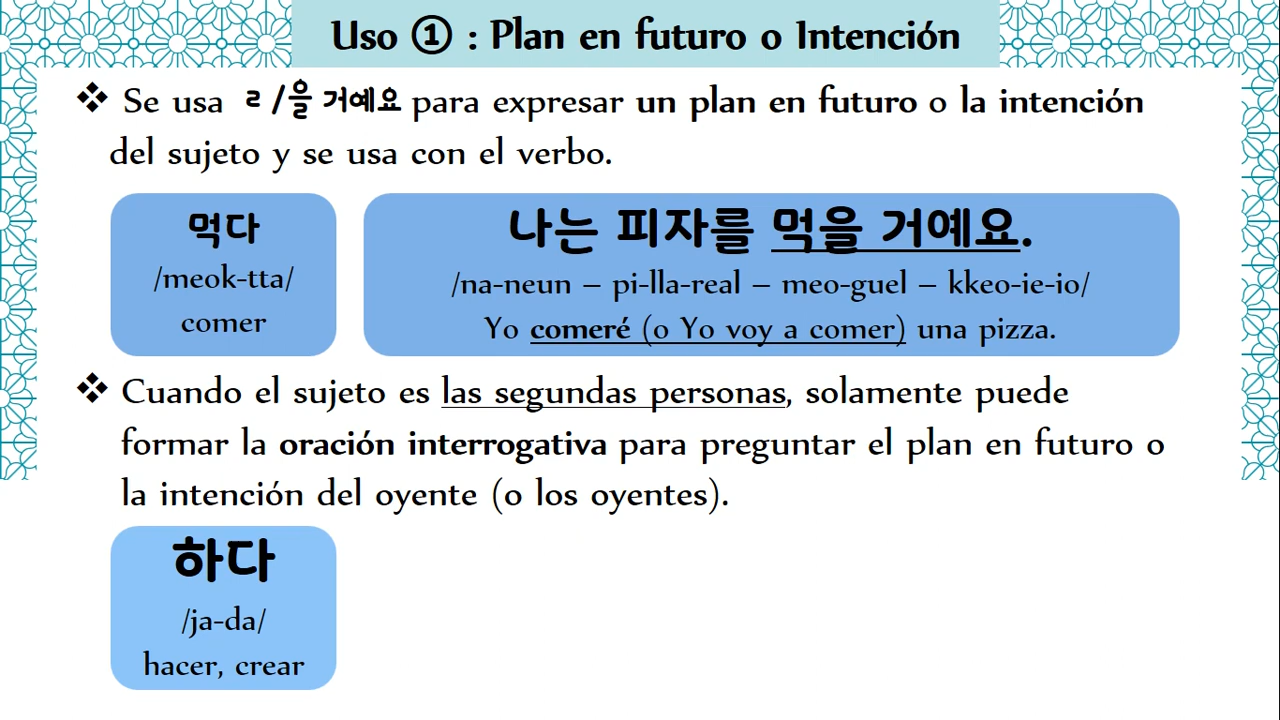 Uso ① : Plan en futuro o Intención
❖ Se usa ㄹ/을 거예요 para expresar un plan en futuro o la intención
del sujeto y se usa con el verbo.
먹다
/meok-tta/
comer
나는 피자를 먹을 거예요.
/na-neun – pi-lla-real – meo-guel – kkeo-ie-io/
Yo comeré (o Yo voy a comer) una pizza.
❖ Cuando el sujeto es las segundas personas, solamente puede
formar la oración interrogativa para preguntar el plan en futuro o
la intención del oyente (o los oyentes).
하다
/ja-da/
hacer, crear